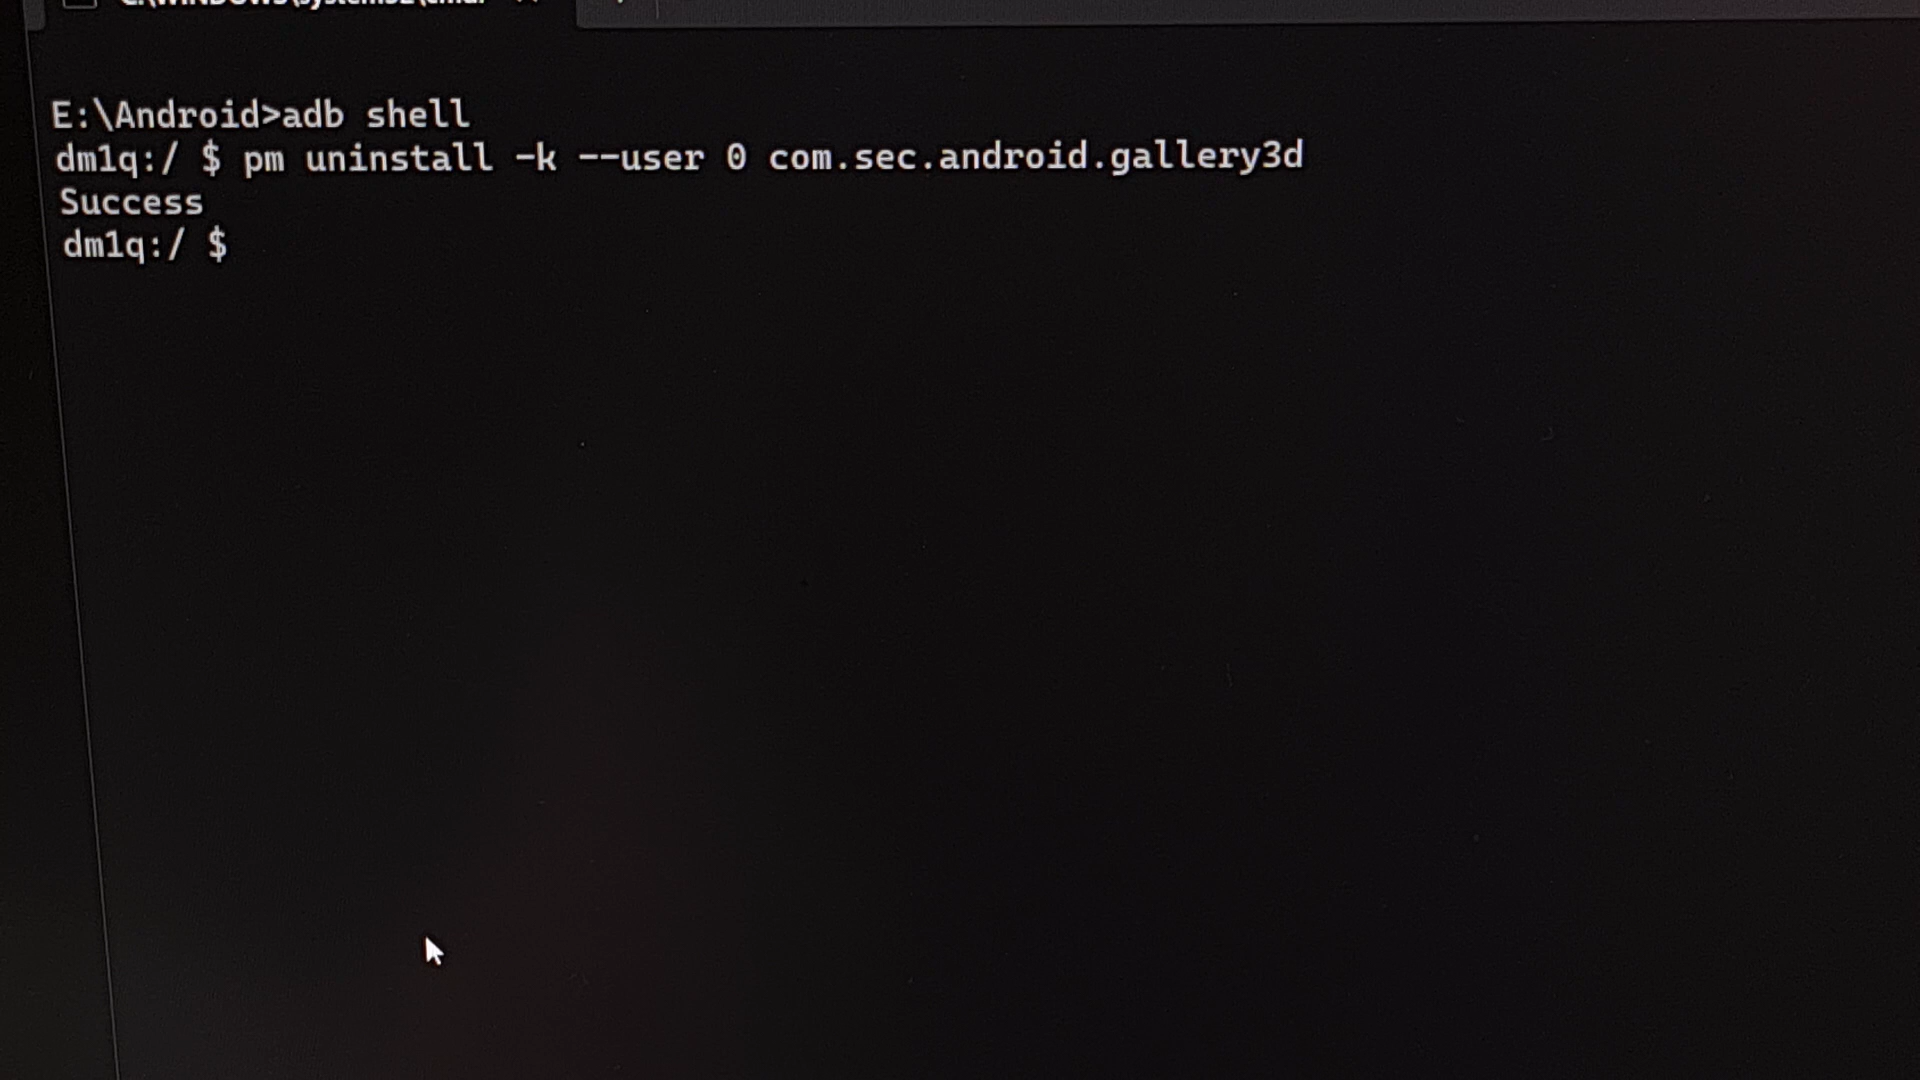 E:\Android>adb shell
dm1q:/ $ pm uninstall -k --user 0 com.sec.android.gallery3d
Success
dm1q:/ $